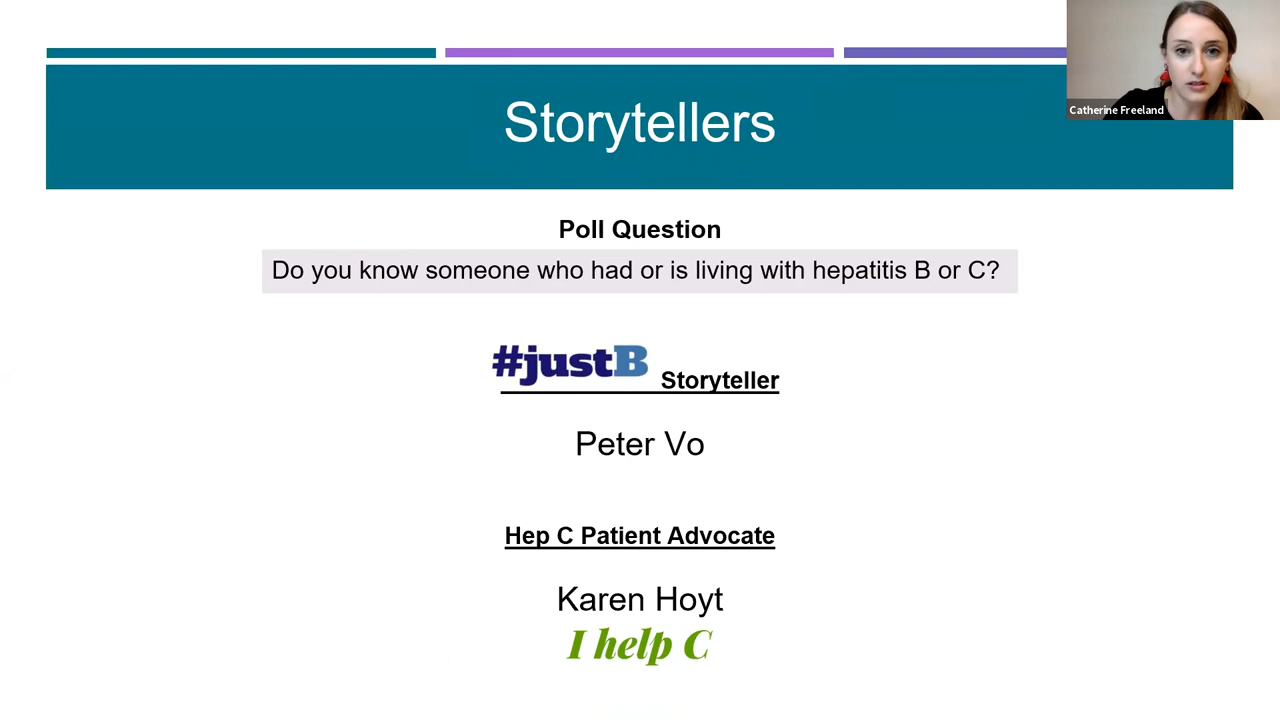 Storytellers
Catherine Freeland
Poll Question
Do you know someone who had or is living with hepatitis B or C?
#justB Storyteller
Peter Vo
Hep C Patient Advocate
Karen Hoyt
I help C